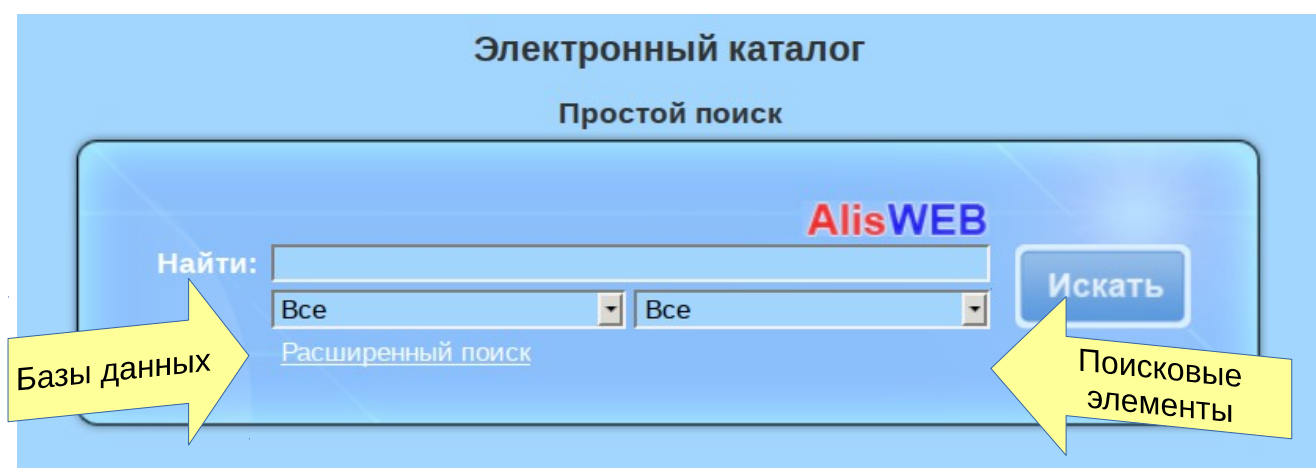 Электронный каталог
Простой поиск
AlisWEB
Найти:
Искать
Все
Все
Расширенный поиск
Базы данных
Поисковые
элементы